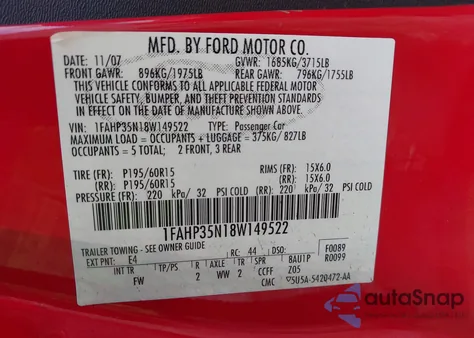 MFD. BY FORD MOTOR CO.
DATE: 11/07 GVWR: 1685KG/3715LB
FRONT GAWR: 896KG/1975LB REAR GAWR: 796KG/1755LB
THIS VEHICLE CONFORMS TO ALL APPLICABLE FEDERAL MOTOR
VEHICLE SAFETY, BUMPER, AND THEFT PREVENTION STANDARDS
IN EFFECT ON THE DATE OF MANUFACTURE SHOWN ABOVE.
VIN: 1FAHP35N18W149522 TYPE: Passenger Car
MAXIMUM LOAD = OCCUPANTS + LUGGAGE = 375KG/ 827LB
OCCUPANTS = 5 TOTAL: 2 FRONT, 3 REAR
TIRE (FR): P195/60R15 RIMS (FR): 15X6.0
(RR): P195/60R15 (RR): 15X6.0
PRESSURE (FR): 220 kPa/ 32 PSI COLD (RR): 220 kPa/ 32 PSI COLD
1FAHP35N18W149522
TRAILER TOWING - SEE OWNER GUIDE F0089
EXT PNT: E4 RC: 44 DSO: R0099
INT TR TP/PS R AXLE TR SPR BAU1P
FW 2 WW 2 CCFF Z05
CMC 5U5A-5420472-AA
autoSnap